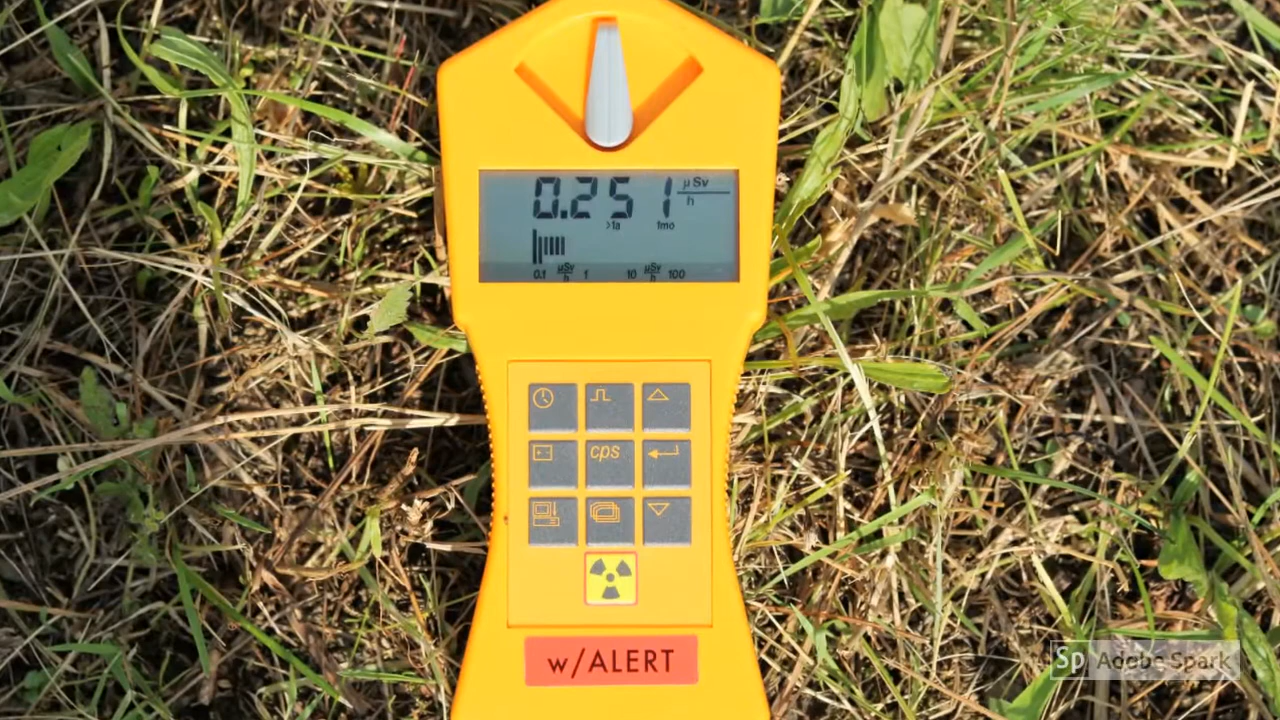 0.251 µSv/h
>1a 1mo
0.1 µSv/h 1 10 µSv/h 100
cps
w/ALERT
Sp Adobe Spark